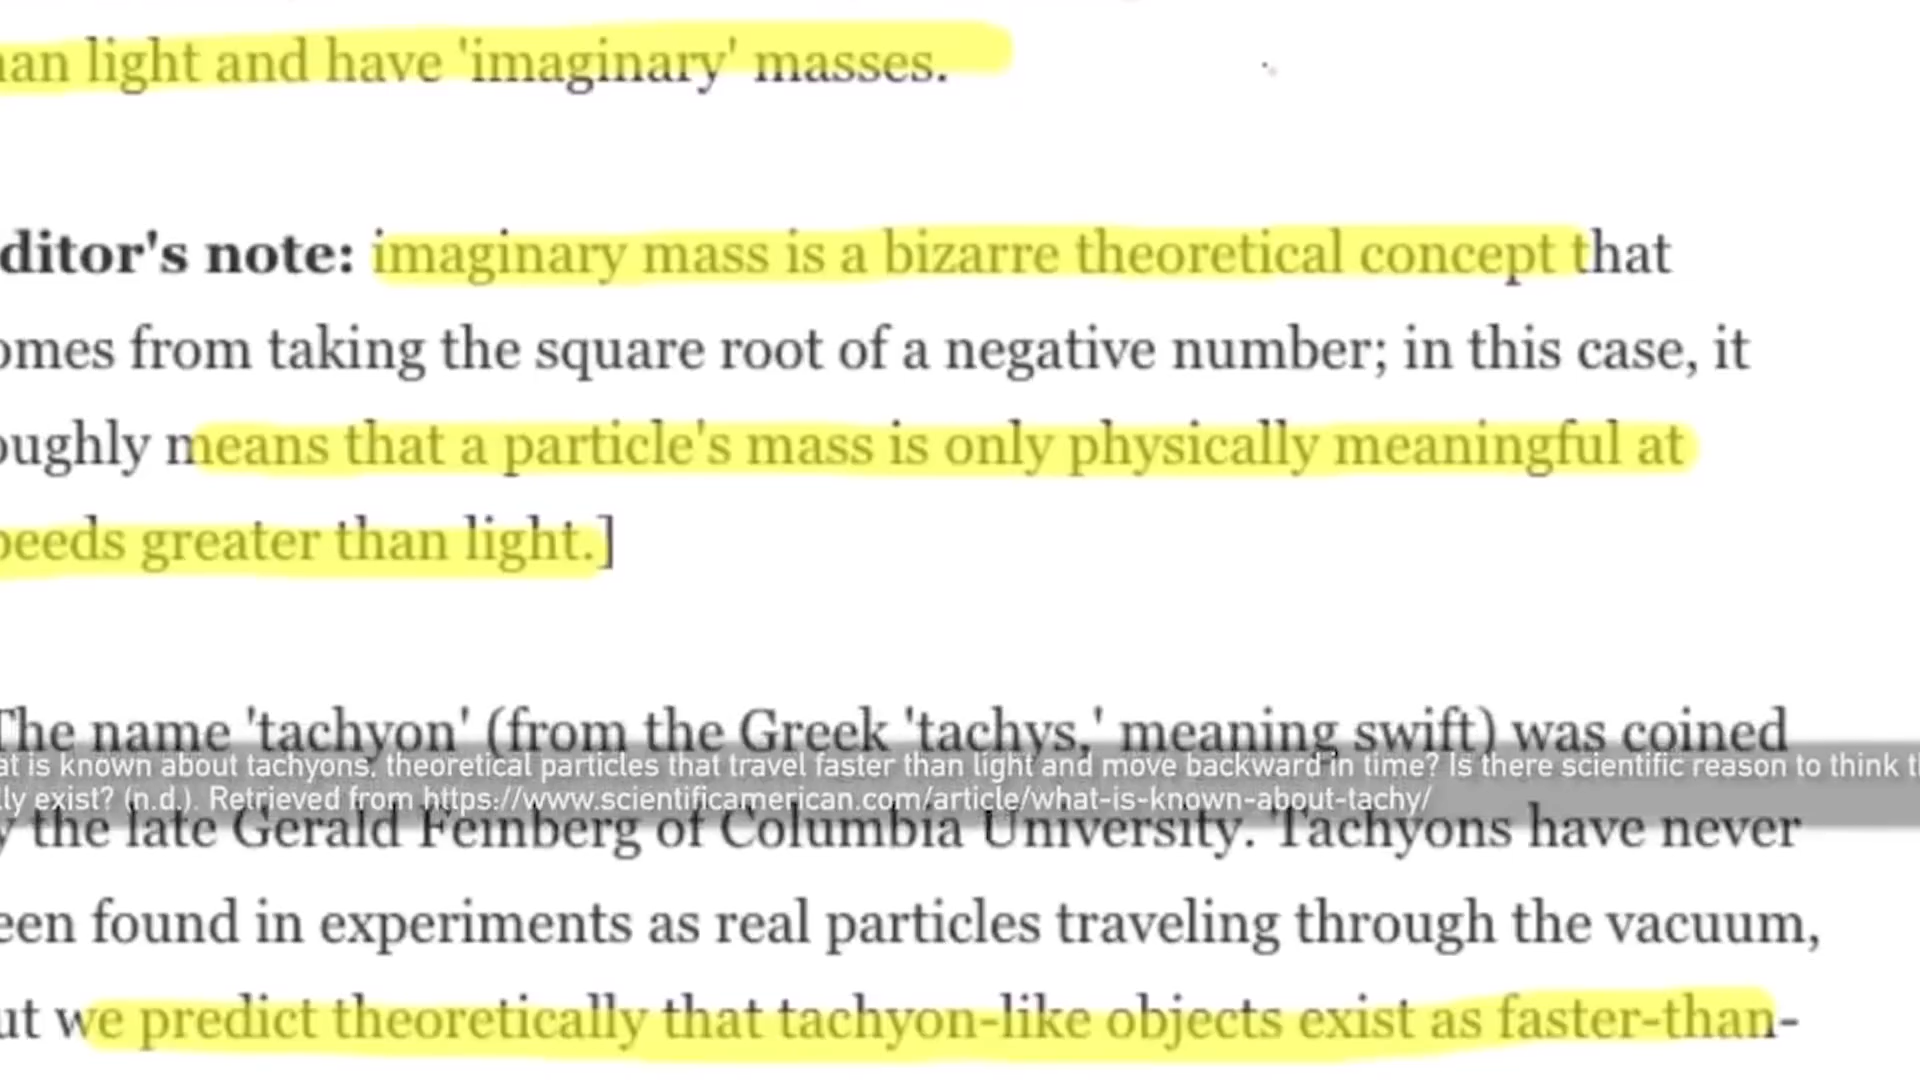 an light and have 'imaginary' masses.
ditor's note: imaginary mass is a bizarre theoretical concept that
omes from taking the square root of a negative number; in this case, it
oughly means that a particle's mass is only physically meaningful at
peeds greater than light.]
The name 'tachyon' (from the Greek 'tachys,' meaning swift) was coined
at is known about tachyons, theoretical particles that travel faster than light and move backward in time? Is there scientific reason to think t
ly exist? (n.d.). Retrieved from https://www.scientificamerican.com/article/what-is-known-about-tachy/
y the late Gerald Feinberg of Columbia University. Tachyons have never
een found in experiments as real particles traveling through the vacuum,
ut we predict theoretically that tachyon-like objects exist as faster-than-